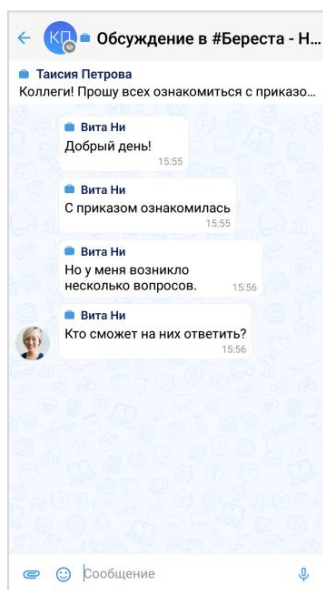 КП Обсуждение в #Береста - Н...
Таисия Петрова
Коллеги! Прошу всех ознакомиться с приказо...
Вита Ни
Добрый день!
15:55
Вита Ни
С приказом ознакомилась
15:55
Вита Ни
Но у меня возникло
несколько вопросов. 15:56
Вита Ни
Кто сможет на них ответить?
15:56
Сообщение